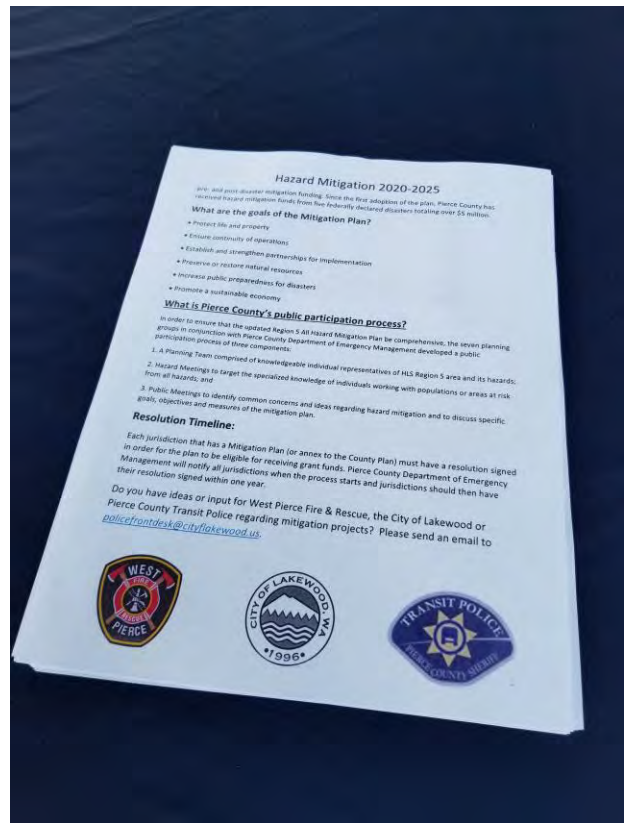 Hazard Mitigation 2020-2025
pre- and post-disaster mitigation funding. Since the first adoption of the plan, Pierce County has
received hazard mitigation funds from five federally declared disasters totaling over $5 million.
What are the goals of the Mitigation Plan?
• Protect life and property
• Ensure continuity of operations
• Establish and strengthen partnerships for implementation
• Preserve or restore natural resources
• Increase public preparedness for disasters
• Promote a sustainable economy
What is Pierce County's public participation process?
In order to ensure that the updated Region 5 All Hazard Mitigation Plan be comprehensive, the seven planning
groups in conjunction with Pierce County Department of Emergency Management developed a public
participation process of three components:
1. A Planning Team comprised of knowledgeable individual representatives of HLS Region 5 area and its hazards;
2. Hazard Meetings to target the specialized knowledge of individuals working with populations or areas at risk
from all hazards; and
3. Public Meetings to identify common concerns and ideas regarding hazard mitigation and to discuss specific
goals, objectives and measures of the mitigation plan.
Resolution Timeline:
Each jurisdiction that has a Mitigation Plan (or annex to the County Plan) must have a resolution signed
in order for the plan to be eligible for receiving grant funds. Pierce County Department of Emergency
Management will notify all jurisdictions when the process starts and jurisdictions should then have
their resolution signed within one year.
Do you have ideas or input for West Pierce Fire & Rescue, the City of Lakewood or
Pierce County Transit Police regarding mitigation projects? Please send an email to
policefrontdesk@cityflakewood.us.
WEST
FIRE
RESCUE
PIERCE
CITY OF LAKEWOOD, WA
•1996•
TRANSIT POLICE
PIERCE COUNTY SHERIFF